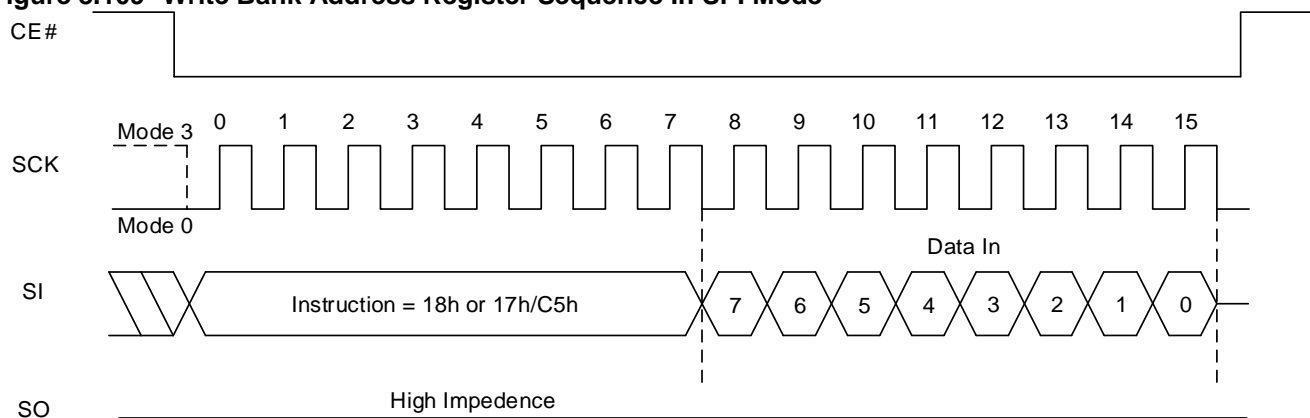 Figure 8.109 Write Bank Address Register Sequence In SPI Mode
CE#
Mode 3 0 1 2 3 4 5 6 7 8 9 10 11 12 13 14 15
SCK
Mode 0
Data In
SI Instruction = 18h or 17h/C5h 7 6 5 4 3 2 1 0
High Impedence
SO